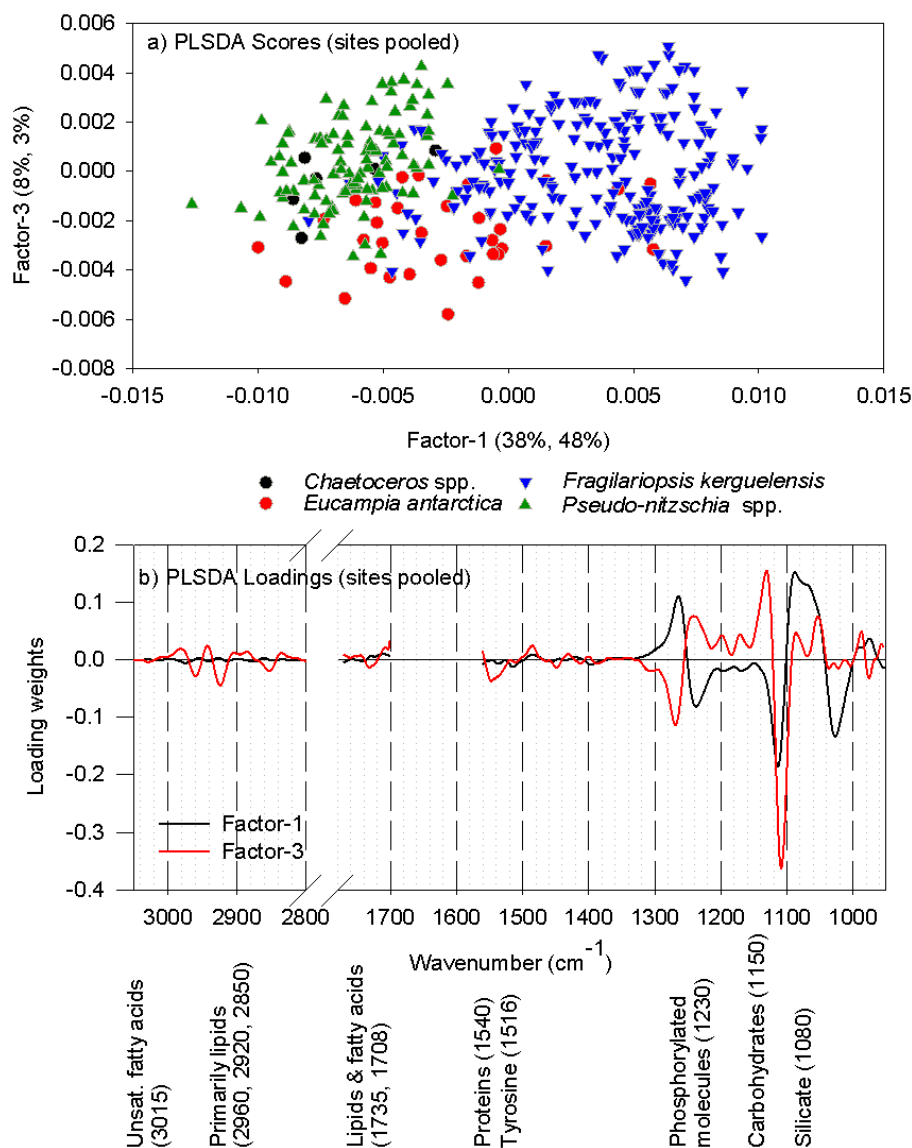 0.006
a) PLSDA Scores (sites pooled)
0.004
0.002
0.000
-0.002
-0.004
-0.006
-0.008
Factor-3 (8%, 3%)
-0.015 -0.010 -0.005 0.000 0.005 0.010 0.015
Factor-1 (38%, 48%)
Chaetoceros spp. Fragilariopsis kerguelensis
Eucampia antarctica Pseudo-nitzschia spp.
0.2
b) PLSDA Loadings (sites pooled)
0.1
0.0
-0.1
-0.2
-0.3
-0.4
Loading weights
Factor-1
Factor-3
3000 2900 2800 1700 1600 1500 1400 1300 1200 1100 1000
Wavenumber (cm-1)
Unsat. fatty acids
(3015)
Primarily lipids
(2960, 2920, 2850)
Lipids & fatty acids
(1735, 1708)
Proteins (1540)
Tyrosine (1516)
Phosphorylated
molecules (1230)
Carbohydrates (1150)
Silicate (1080)